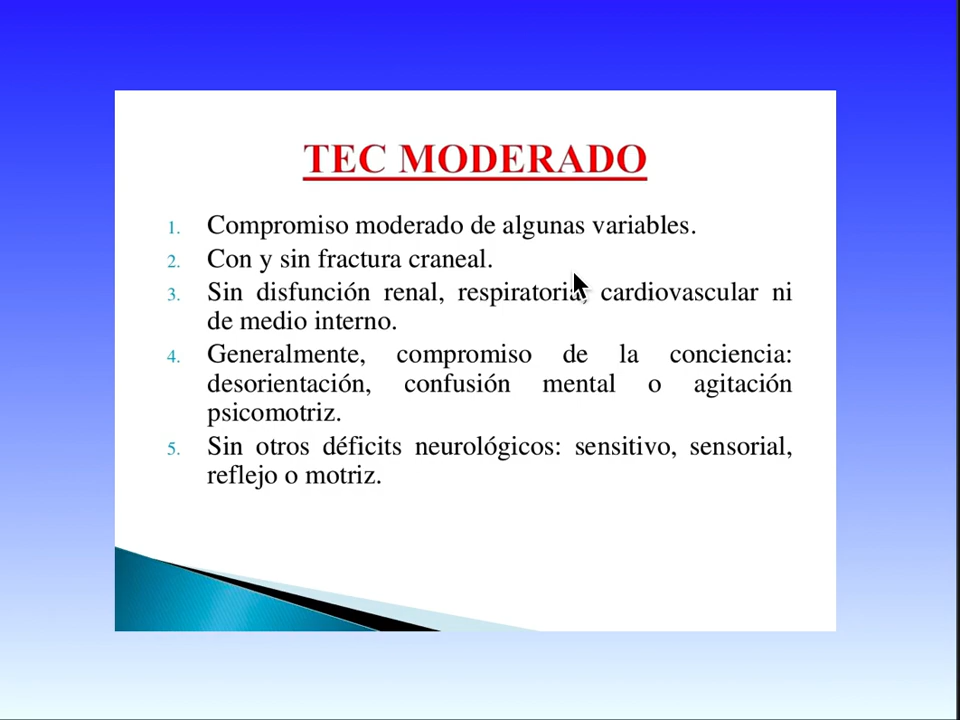 TEC MODERADO
1. Compromiso moderado de algunas variables.
2. Con y sin fractura craneal.
3. Sin disfunción renal, respiratoria, cardiovascular ni
de medio interno.
4. Generalmente, compromiso de la conciencia:
desorientación, confusión mental o agitación
psicomotriz.
5. Sin otros déficits neurológicos: sensitivo, sensorial,
reflejo o motriz.